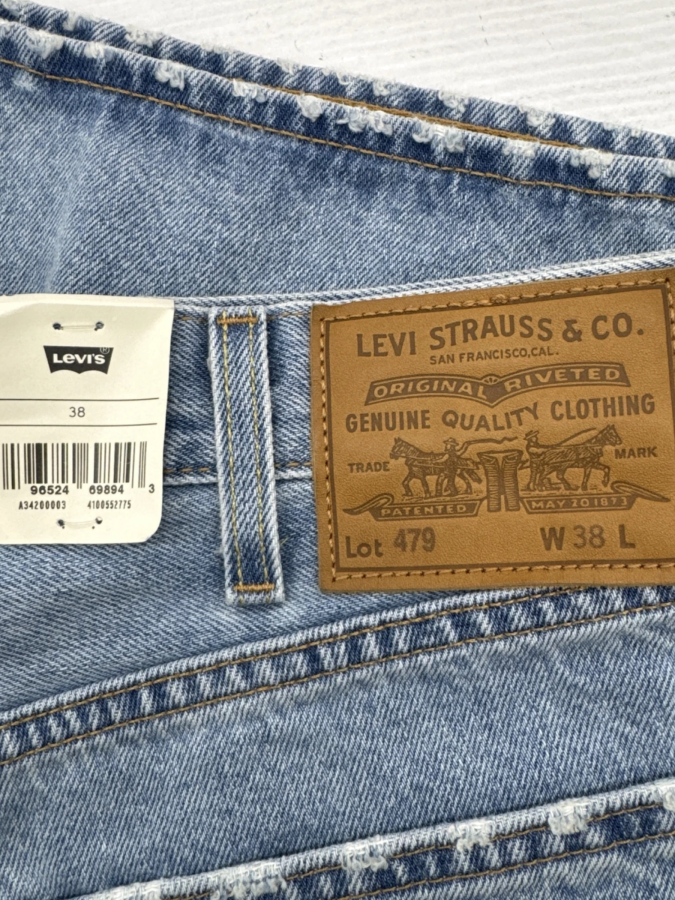 LEVI'S®
38
96524 69894 3
A34200003 4100552775
LEVI STRAUSS & CO.
SAN FRANCISCO,CAL.
ORIGINAL RIVETED
GENUINE QUALITY CLOTHING
TRADE MARK
PATENTED MAY 20 1873
Lot 479 W 38 L